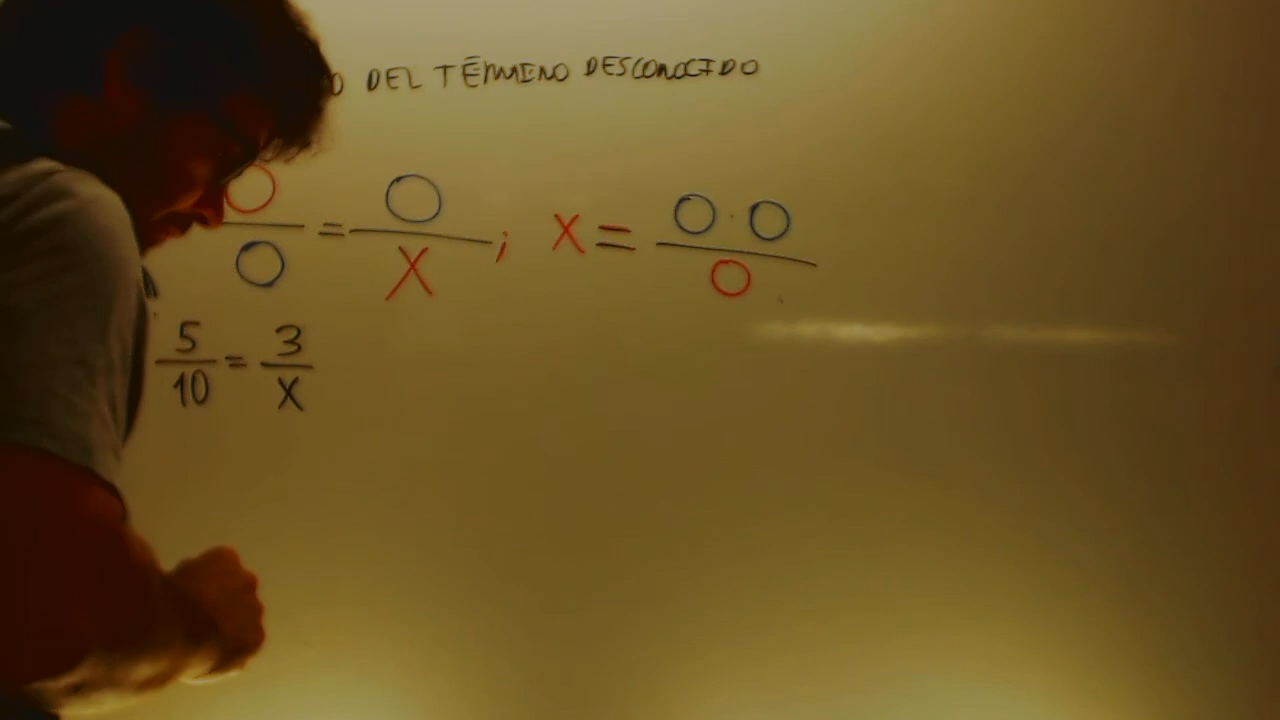 DEL TÉRMINO DESCONOCIDO
O/O = O/X ; X = O · O/O
5/10 = 3/X